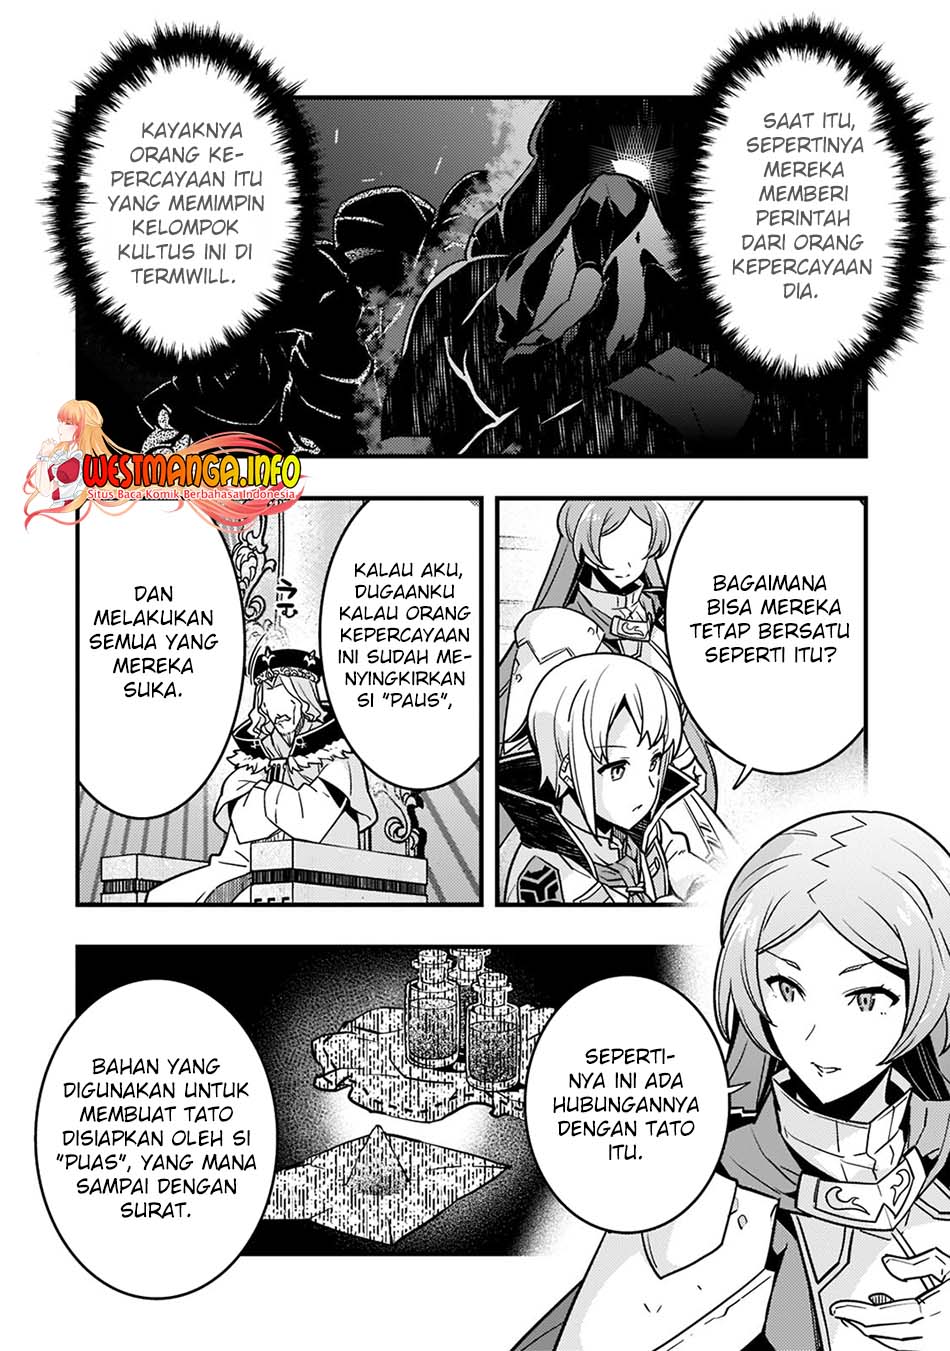 SAAT ITU,
SEPERTINYA
MEREKA
MEMBERI
PERINTAH
DARI ORANG
KEPERCAYAAN
DIA.
KAYAKNYA
ORANG KE-
PERCAYAAN ITU
YANG MEMIMPIN
KELOMPOK
KULTUS INI DI
TERMWILL.
WESTMANGA.INFO
Situs Baca Komik Berbahasa Indonesia
BAGAIMANA
BISA MEREKA
TETAP BERSATU
SEPERTI ITU?
KALAU AKU,
DUGAANKU
KALAU ORANG
KEPERCAYAAN
INI SUDAH ME-
NYINGKIRKAN
SI "PAUS",
DAN
MELAKUKAN
SEMUA YANG
MEREKA
SUKA.
SEPERTI-
NYA INI ADA
HUBUNGANNYA
DENGAN TATO
ITU.
BAHAN YANG
DIGUNAKAN UNTUK
MEMBUAT TATO
DISIAPKAN OLEH SI
"PUAS", YANG MANA
SAMPAI DENGAN
SURAT.